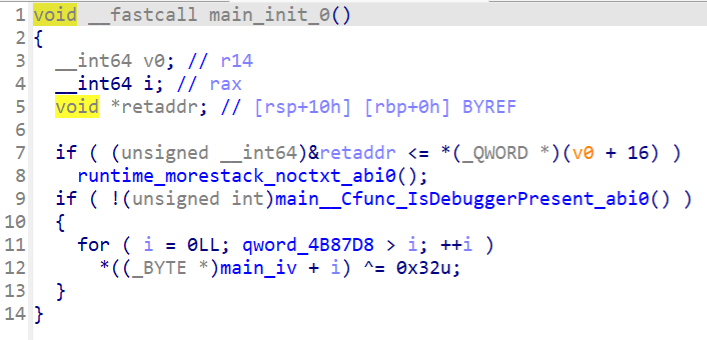 1 void __fastcall main_init_0()
2 {
3   __int64 v0; // r14
4   __int64 i; // rax
5   void *retaddr; // [rsp+10h] [rbp+0h] BYREF
6
7   if ( (unsigned __int64)&retaddr <= *(_QWORD *)(v0 + 16) )
8     runtime_morestack_noctxt_abi0();
9   if ( !(unsigned int)main__Cfunc_IsDebuggerPresent_abi0() )
10   {
11     for ( i = 0LL; qword_4B87D8 > i; ++i )
12       *((_BYTE *)main_iv + i) ^= 0x32u;
13   }
14 }